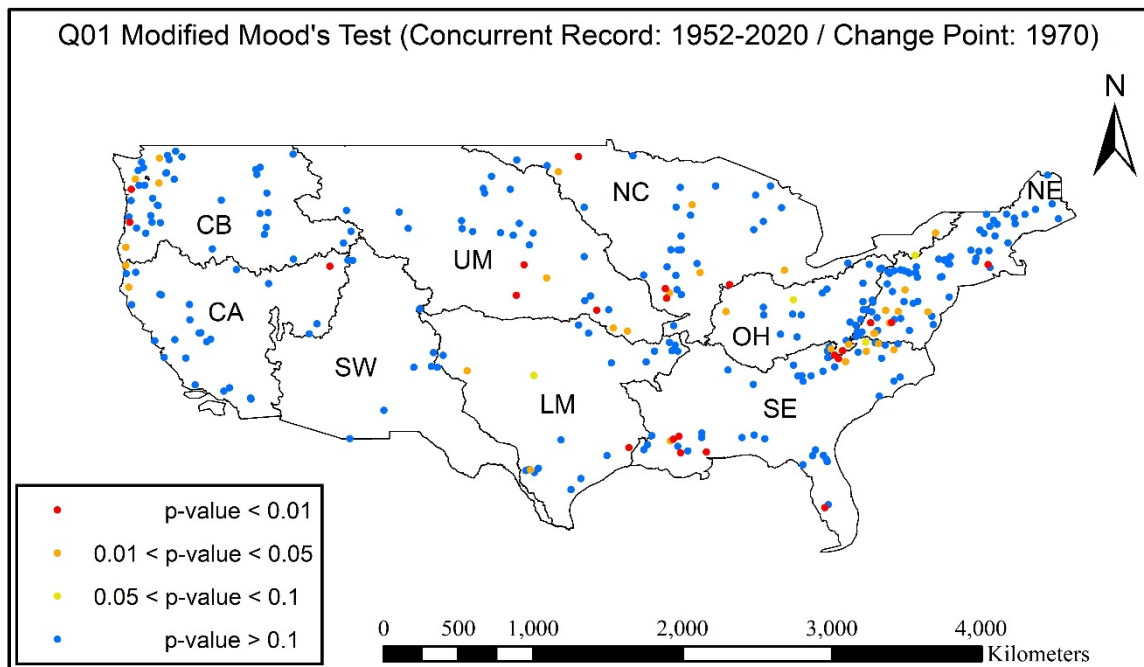 Q01 Modified Mood's Test (Concurrent Record: 1952-2020 / Change Point: 1970)
N
NC
NE
CB
UM
CA
OH
SW
LM
SE
p-value < 0.01
0.01 < p-value < 0.05
0.05 < p-value < 0.1
p-value > 0.1
0 500 1,000 2,000 3,000 4,000
Kilometers